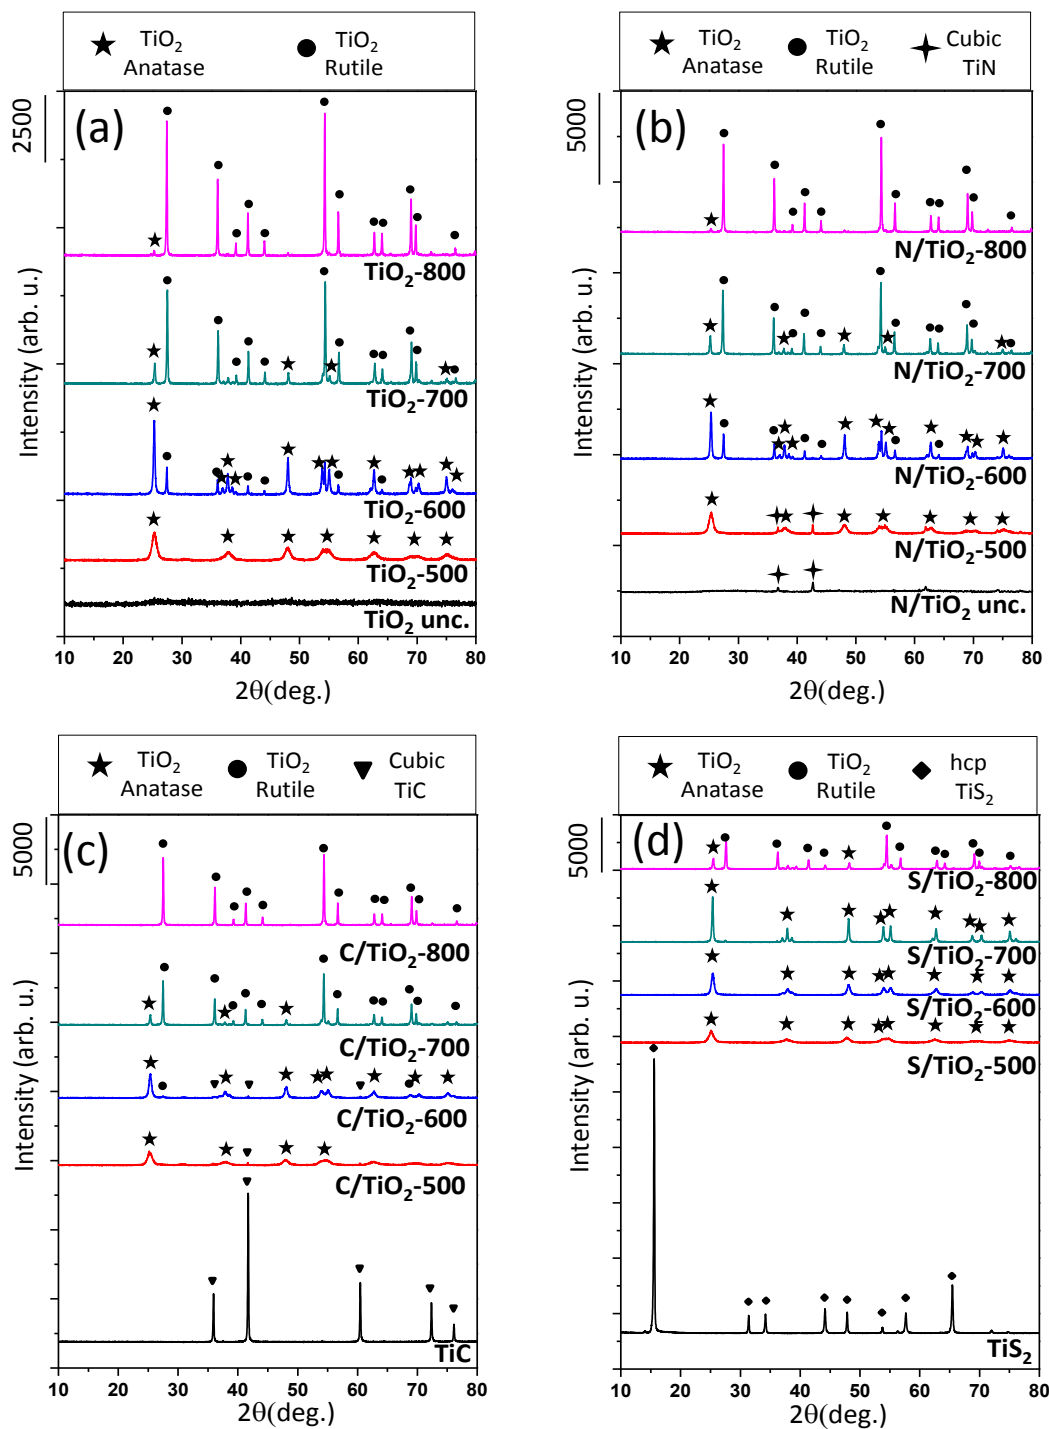 TiO2 Anatase
TiO2 Rutile
2500
(a)
TiO2-800
TiO2-700
TiO2-600
TiO2-500
TiO2 unc.
Intensity (arb. u.)
10 20 30 40 50 60 70 80
2θ(deg.)
TiO2 Anatase
TiO2 Rutile
Cubic TiN
5000
(b)
N/TiO2-800
N/TiO2-700
N/TiO2-600
N/TiO2-500
N/TiO2 unc.
Intensity (arb. u.)
10 20 30 40 50 60 70 80
2θ(deg.)
TiO2 Anatase
TiO2 Rutile
Cubic TiC
5000
(c)
C/TiO2-800
C/TiO2-700
C/TiO2-600
C/TiO2-500
TiC
Intensity (arb. u.)
10 20 30 40 50 60 70 80
2θ(deg.)
TiO2 Anatase
TiO2 Rutile
hcp TiS2
5000
(d)
S/TiO2-800
S/TiO2-700
S/TiO2-600
S/TiO2-500
TiS2
Intensity (arb. u.)
10 20 30 40 50 60 70 80
2θ(deg.)